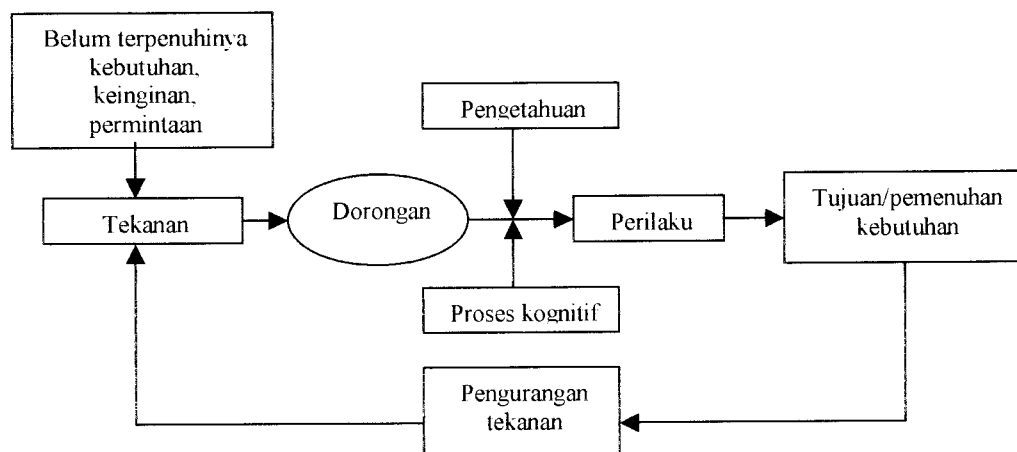 Belum terpenuhinya
kebutuhan,
keinginan,
permintaan
Pengetahuan
Tekanan
Dorongan
Perilaku
Tujuan/pemenuhan
kebutuhan
Proses kognitif
Pengurangan
tekanan